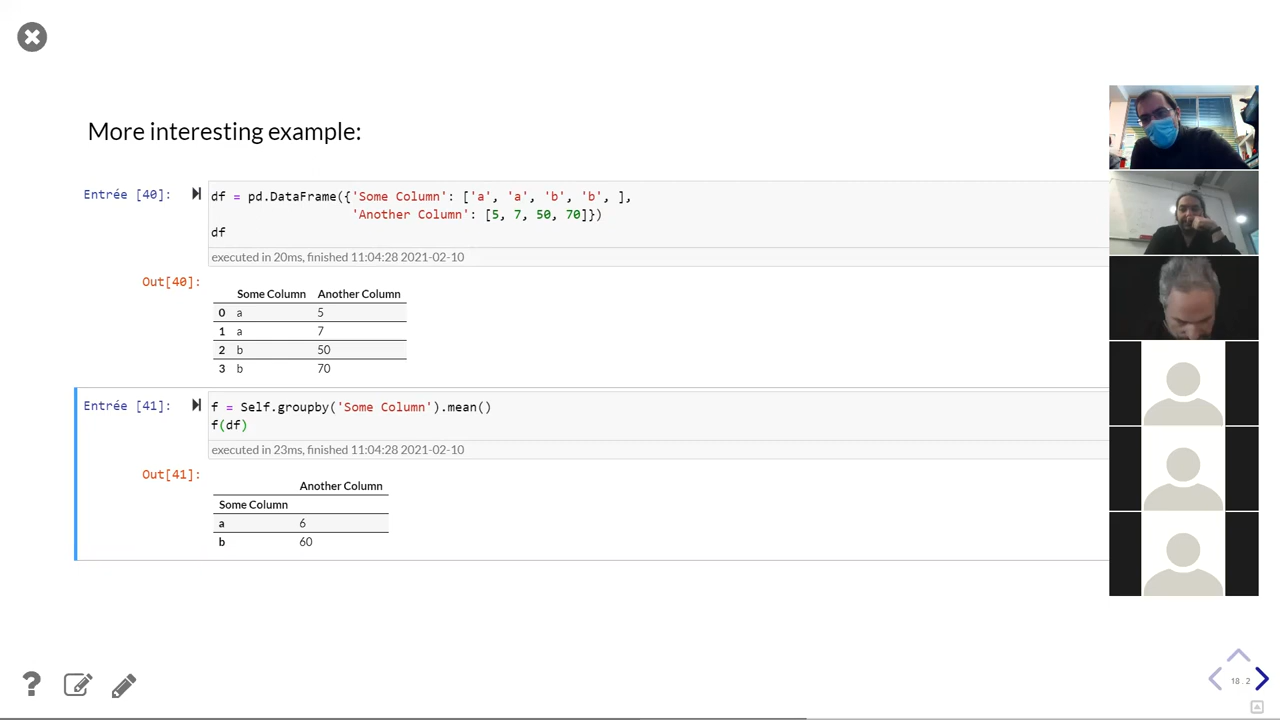 More interesting example:
Entrée [40]:
df = pd.DataFrame({'Some Column': ['a', 'a', 'b', 'b', ],
'Another Column': [5, 7, 50, 70]})
df
executed in 20ms, finished 11:04:28 2021-02-10
Out[40]:
Some Column Another Column
0 a 5
1 a 7
2 b 50
3 b 70
Entrée [41]:
f = Self.groupby('Some Column').mean()
f(df)
executed in 23ms, finished 11:04:28 2021-02-10
Out[41]:
Another Column
Some Column
a 6
b 60
?
18.2